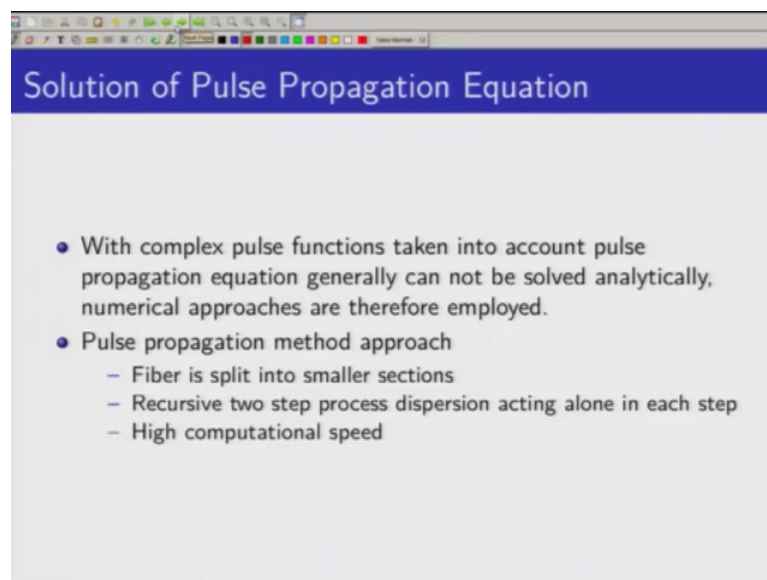 Solution of Pulse Propagation Equation
With complex pulse functions taken into account pulse
propagation equation generally can not be solved analytically,
numerical approaches are therefore employed.
Pulse propagation method approach
– Fiber is split into smaller sections
– Recursive two step process dispersion acting alone in each step
– High computational speed